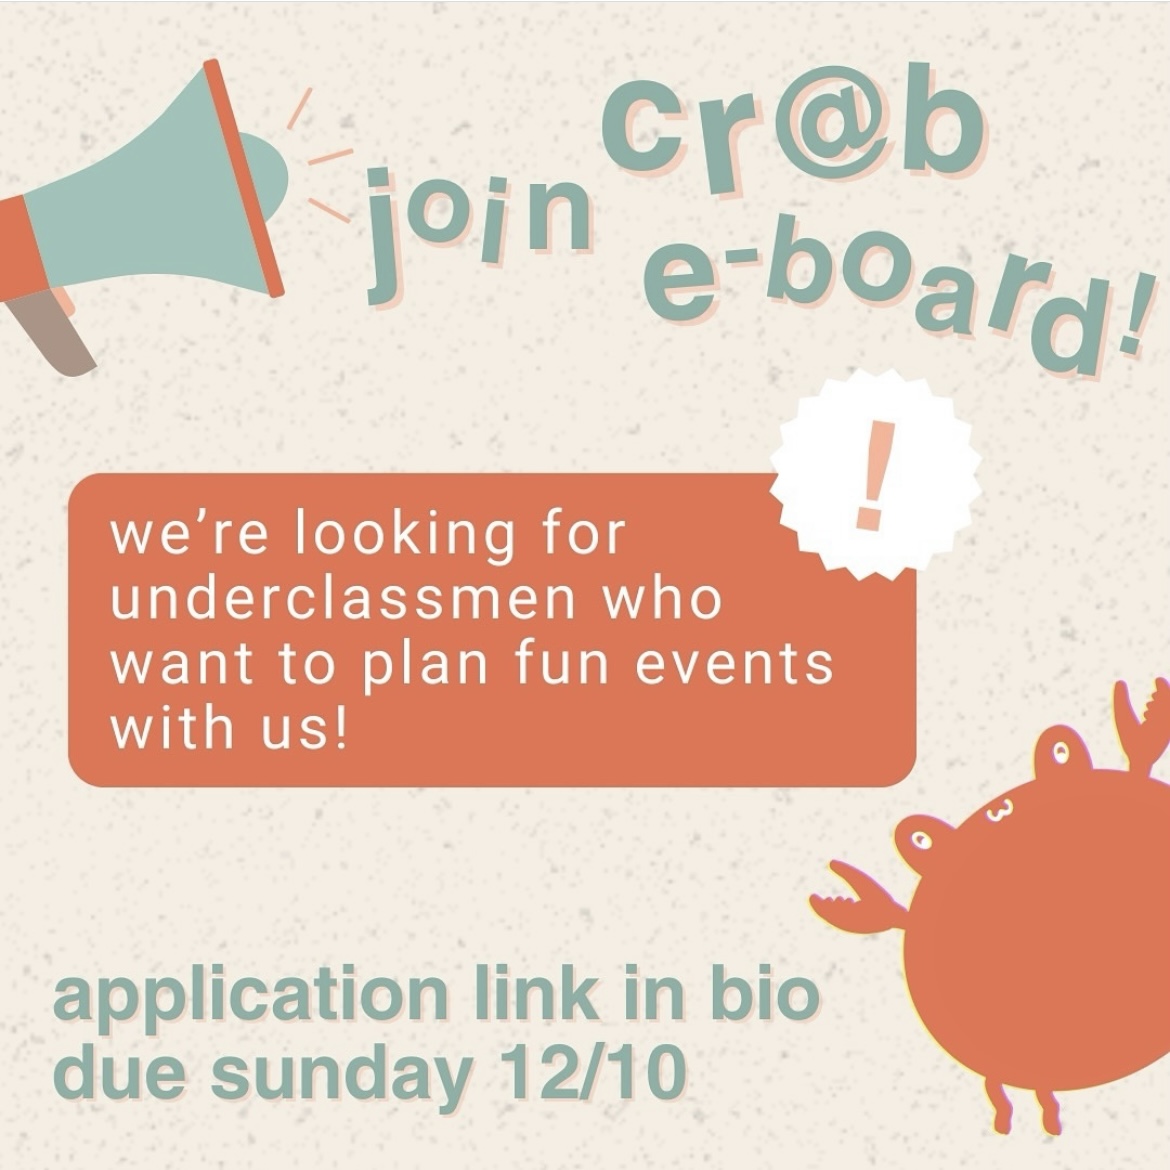 join cr@b
e-board!
!
we’re looking for
underclassmen who
want to plan fun events
with us!
application link in bio
due sunday 12/10